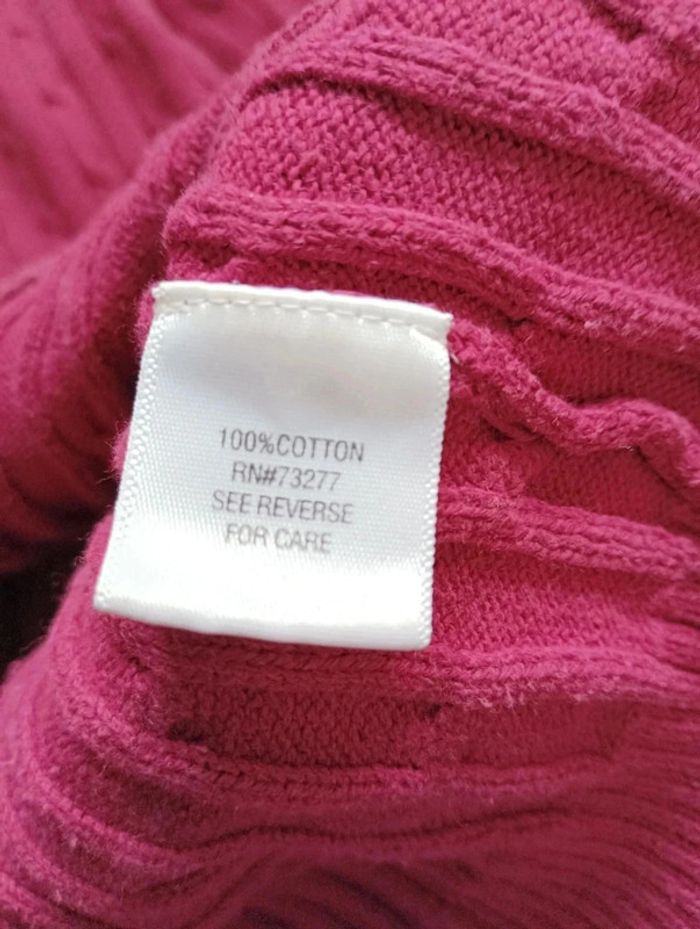 100%COTTON
RN#73277
SEE REVERSE
FOR CARE